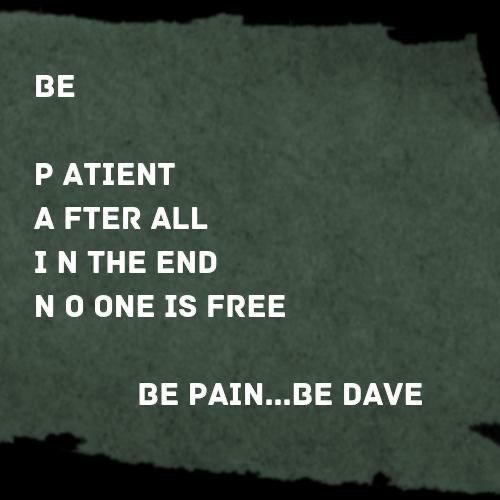 BE
P ATIENT
A FTER ALL
I N THE END
N O ONE IS FREE
BE PAIN...BE DAVE